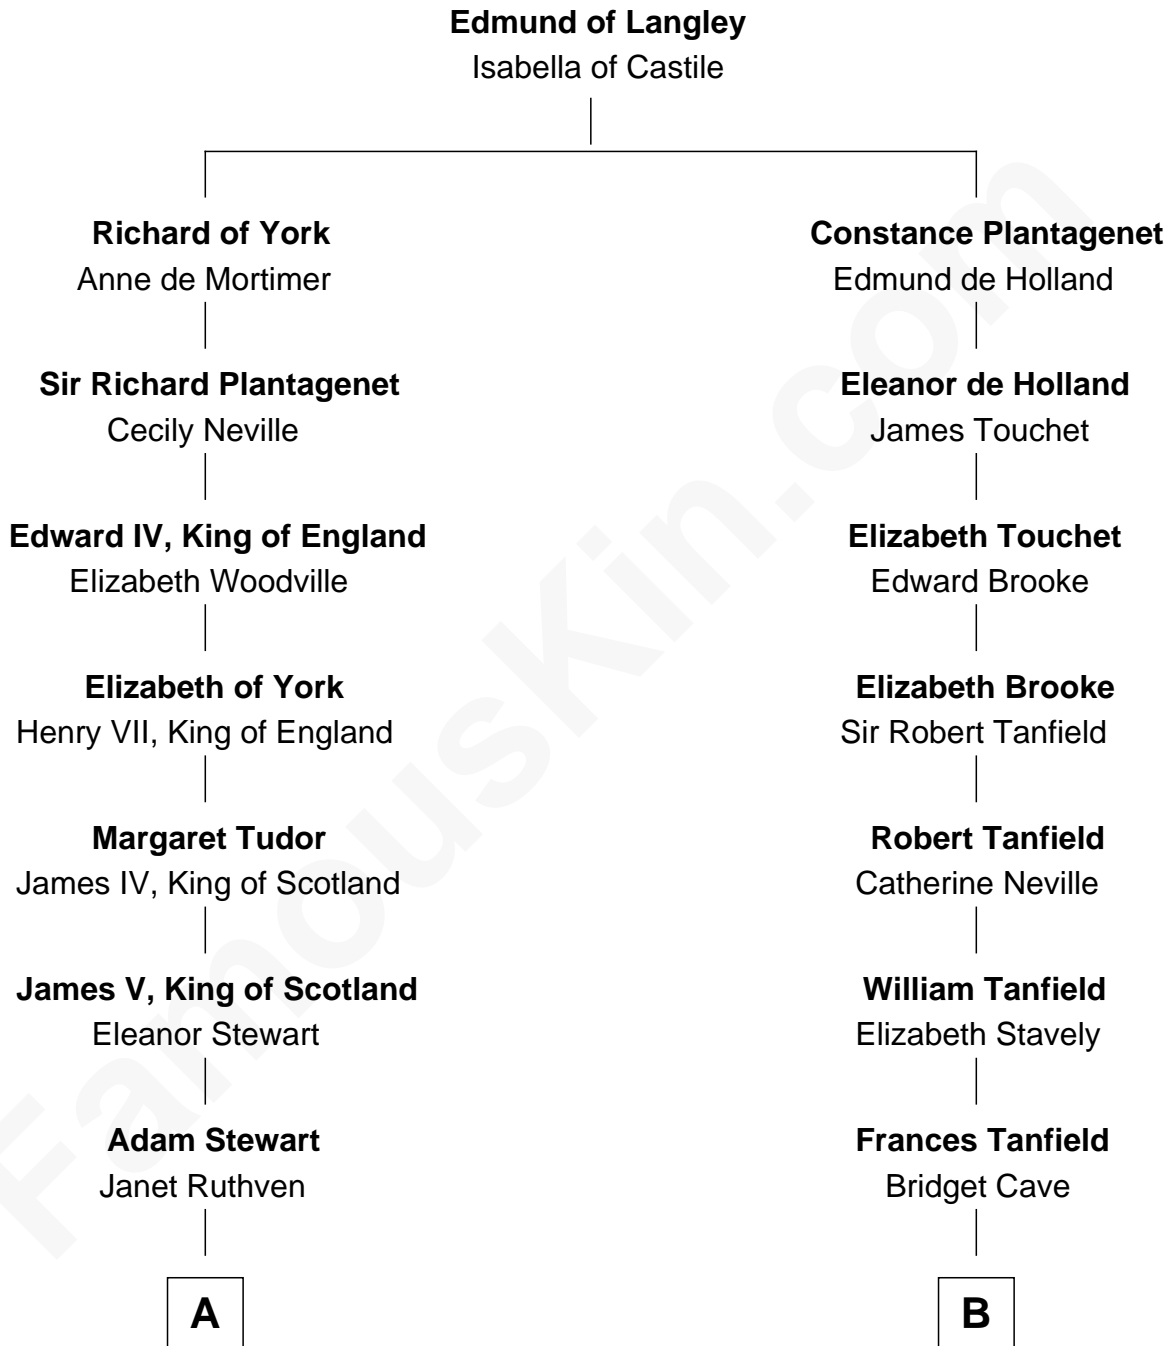 Edmund of Langley
Isabella of Castile
Richard of York
Anne de Mortimer
Constance Plantagenet
Edmund de Holland
Sir Richard Plantagenet
Cecily Neville
Eleanor de Holland
James Touchet
Edward IV, King of England
Elizabeth Woodville
Elizabeth Touchet
Edward Brooke
Elizabeth of York
Henry VII, King of England
Elizabeth Brooke
Sir Robert Tanfield
Margaret Tudor
James IV, King of Scotland
Robert Tanfield
Catherine Neville
James V, King of Scotland
Eleanor Stewart
William Tanfield
Elizabeth Stavely
Adam Stewart
Janet Ruthven
Frances Tanfield
Bridget Cave
A
B
FamousKin.com